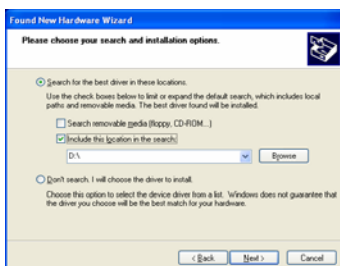 Found New Hardware Wizard
Please choose your search and installation options.
Search for the best driver in these locations.
Use the check boxes below to limit or expand the default search, which includes local
paths and removable media. The best driver found will be installed.
Search removable media (floppy, CD-ROM...)
Include this location in the search:
D:\
Browse
Don't search. I will choose the driver to install.
Choose this option to select the device driver from a list. Windows does not guarantee that
the driver you choose will be the best match for your hardware.
< Back
Next >
Cancel